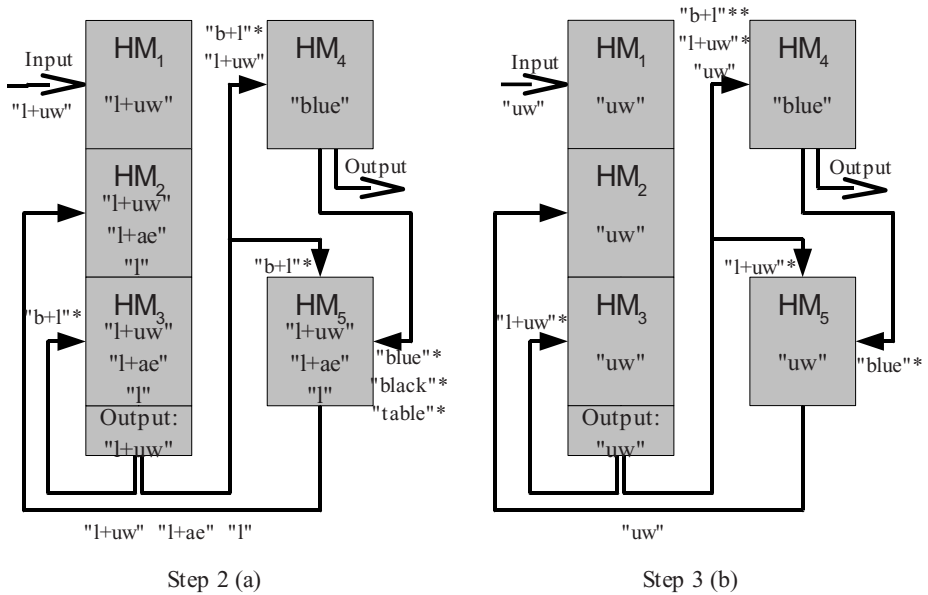 Input
"l+uw"
HM1
"l+uw"
HM2
"l+uw"
"l+ae"
"l"
"b+l"*
HM3
"l+uw"
"l+ae"
"l"
Output:
"l+uw"
"b+l"*
"l+uw"
HM4
"blue"
Output
"b+l"*
HM5
"l+uw"
"l+ae"
"l"
"blue"*
"black"*
"table"*
"l+uw" "l+ae" "l"
Step 2 (a)
Input
"uw"
HM1
"uw"
HM2
"uw"
"l+uw"*
HM3
"uw"
Output:
"uw"
"b+l"**
"l+uw"*
"uw"
HM4
"blue"
Output
"l+uw"*
HM5
"uw"
"blue"*
"uw"
Step 3 (b)